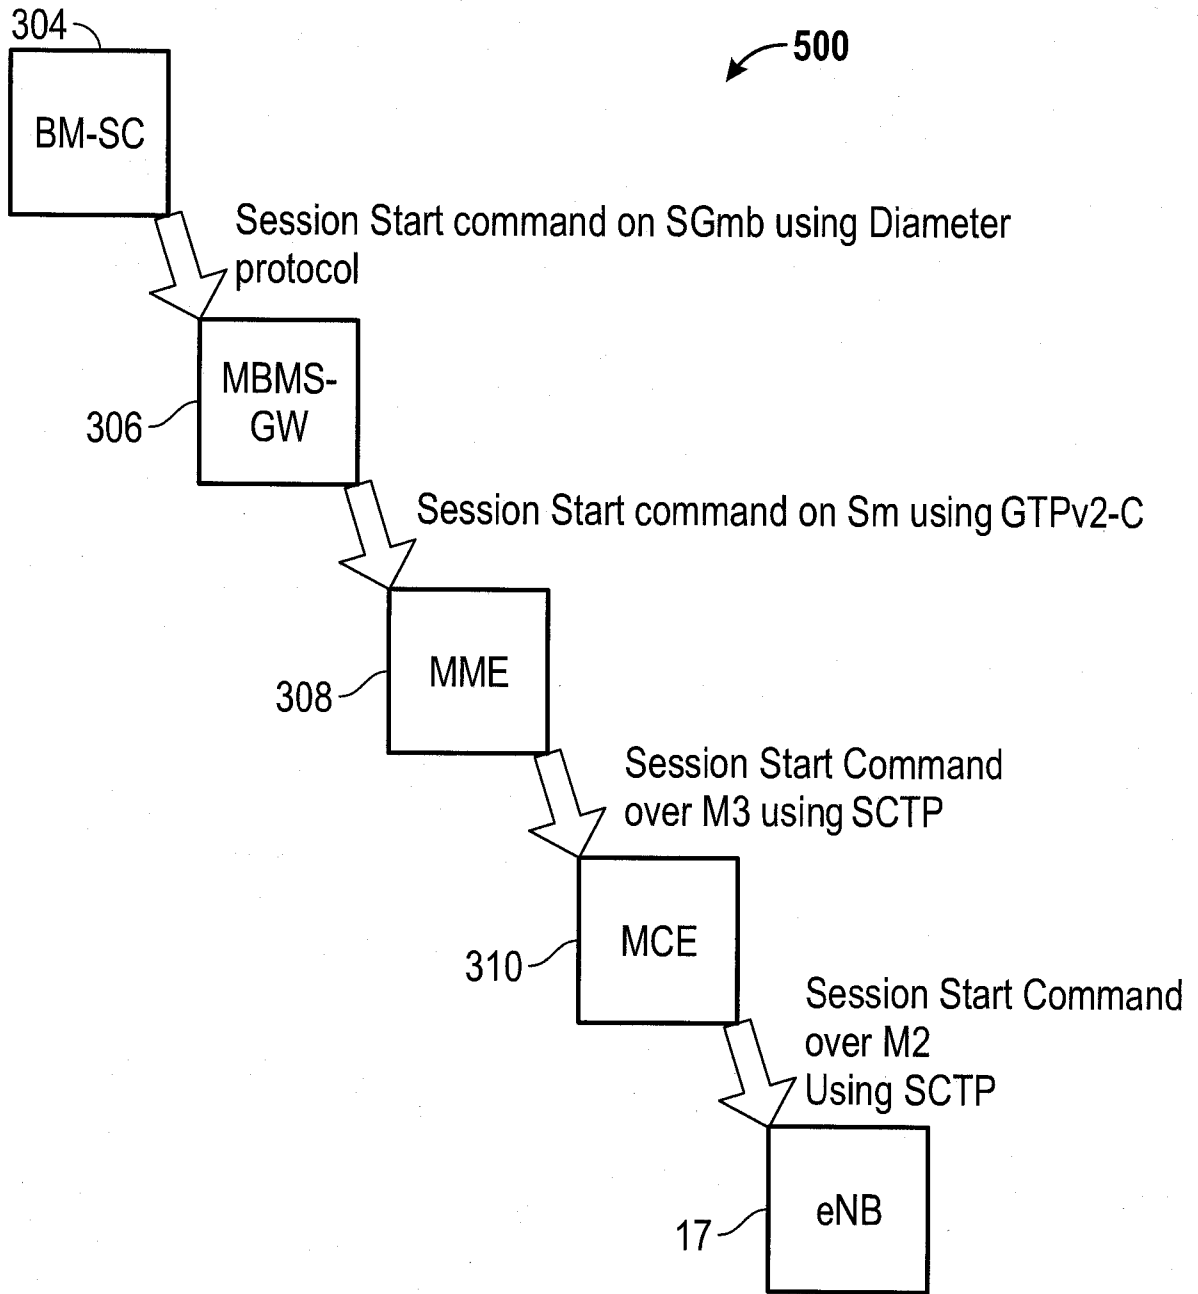 304
500
BM-SC
Session Start command on SGmb using Diameter
protocol
MBMS-
GW
306
Session Start command on Sm using GTPv2-C
MME
308
Session Start Command
over M3 using SCTP
MCE
310
Session Start Command
over M2
Using SCTP
eNB
17